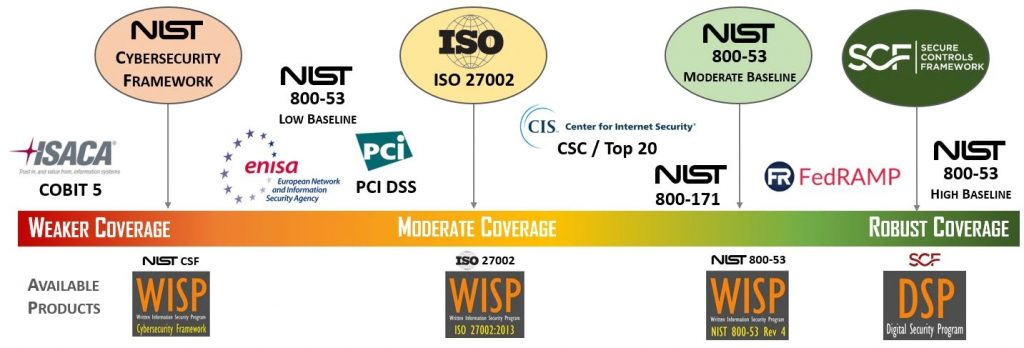 NIST
CYBERSECURITY
FRAMEWORK
NIST
800-53
LOW BASELINE
ISO
ISO 27002
NIST
800-53
MODERATE BASELINE
SCF
SECURE
CONTROLS
FRAMEWORK
ISACA®
Trust in, and value from, information systems
COBIT 5
enisa
European Network
and Information
Security Agency
PCI
PCI DSS
CIS. Center for Internet Security®
CSC / Top 20
NIST
800-171
FR FedRAMP
NIST
800-53
HIGH BASELINE
WEAKER COVERAGE
MODERATE COVERAGE
ROBUST COVERAGE
AVAILABLE
PRODUCTS
NIST CSF
WISP
Written Information Security Program
Cybersecurity Framework
ISO 27002
WISP
Written Information Security Program
ISO 27002:2013
NIST 800-53
WISP
Written Information Security Program
NIST 800-53 Rev 4
SCF
DSP
Digital Security Program